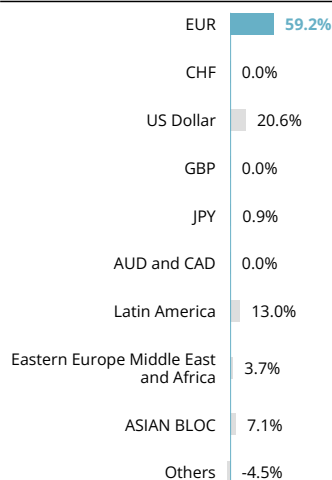 EUR 59.2%
CHF 0.0%
US Dollar 20.6%
GBP 0.0%
JPY 0.9%
AUD and CAD 0.0%
Latin America 13.0%
Eastern Europe Middle East
and Africa 3.7%
ASIAN BLOC 7.1%
Others -4.5%